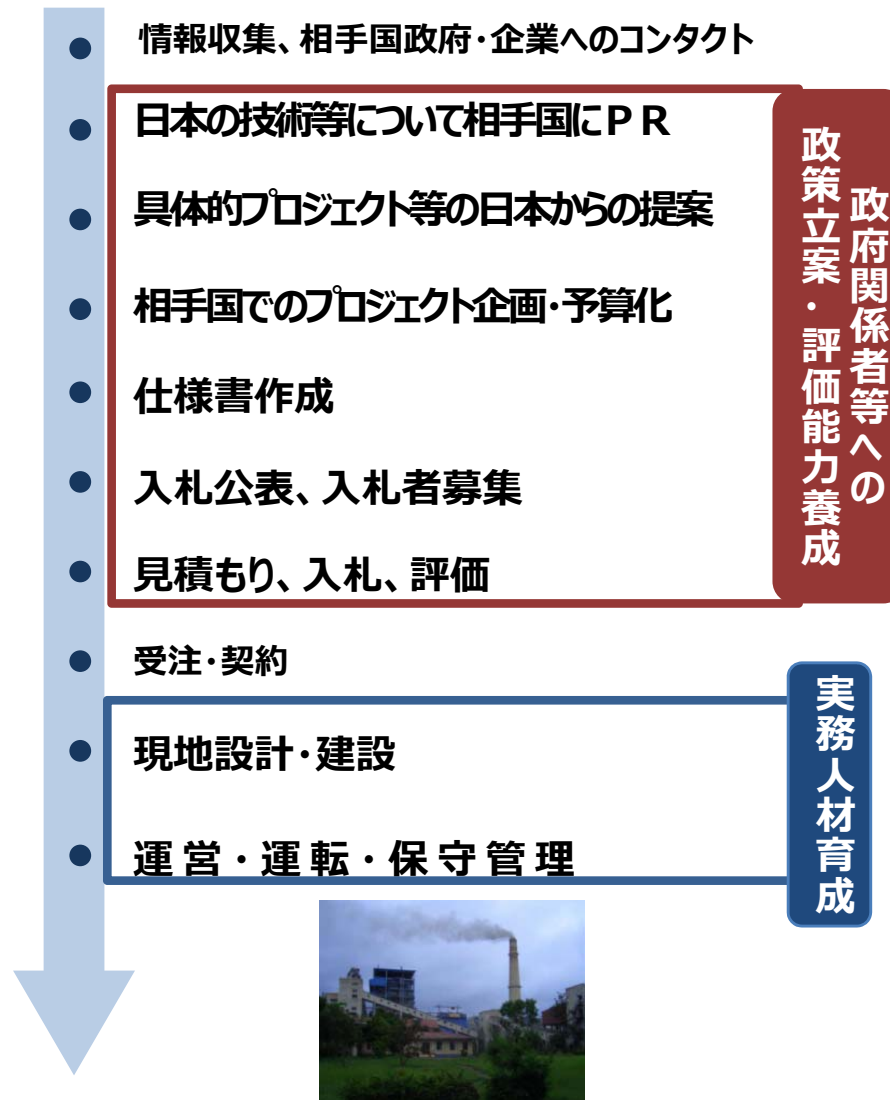 情報収集、相手国政府・企業へのコンタクト
日本の技術等について相手国にＰＲ
具体的プロジェクト等の日本からの提案
相手国でのプロジェクト企画・予算化
仕様書作成
入札公表、入札者募集
見積もり、入札、評価
政府関係者等への
政策立案・評価能力養成
受注・契約
現地設計・建設
運営・運転・保守管理
実務人材育成